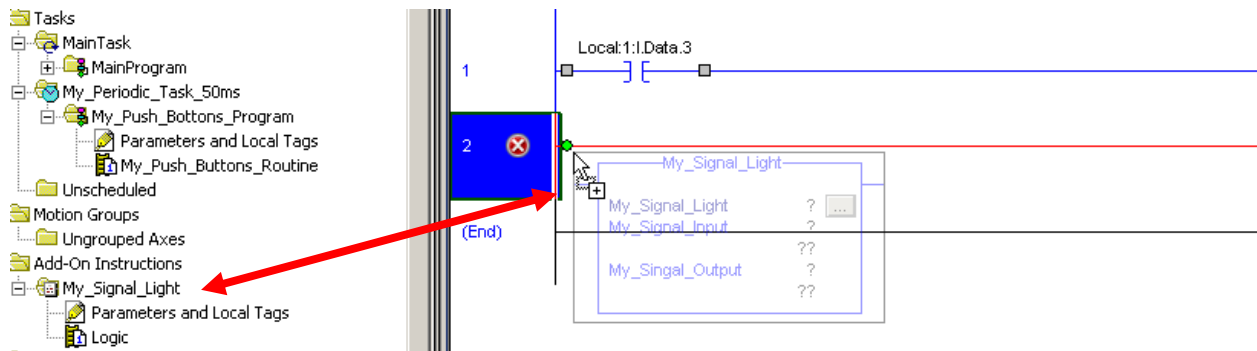 Tasks
MainTask
MainProgram
My_Periodic_Task_50ms
My_Push_Bottons_Program
Parameters and Local Tags
My_Push_Buttons_Routine
Unscheduled
Motion Groups
Ungrouped Axes
Add-On Instructions
My_Signal_Light
Parameters and Local Tags
Logic
Local:1:I.Data.3
1
2
My_Signal_Light
My_Signal_Light ? ...
My_Signal_Input ?
??
My_Singal_Output ?
??
(End)